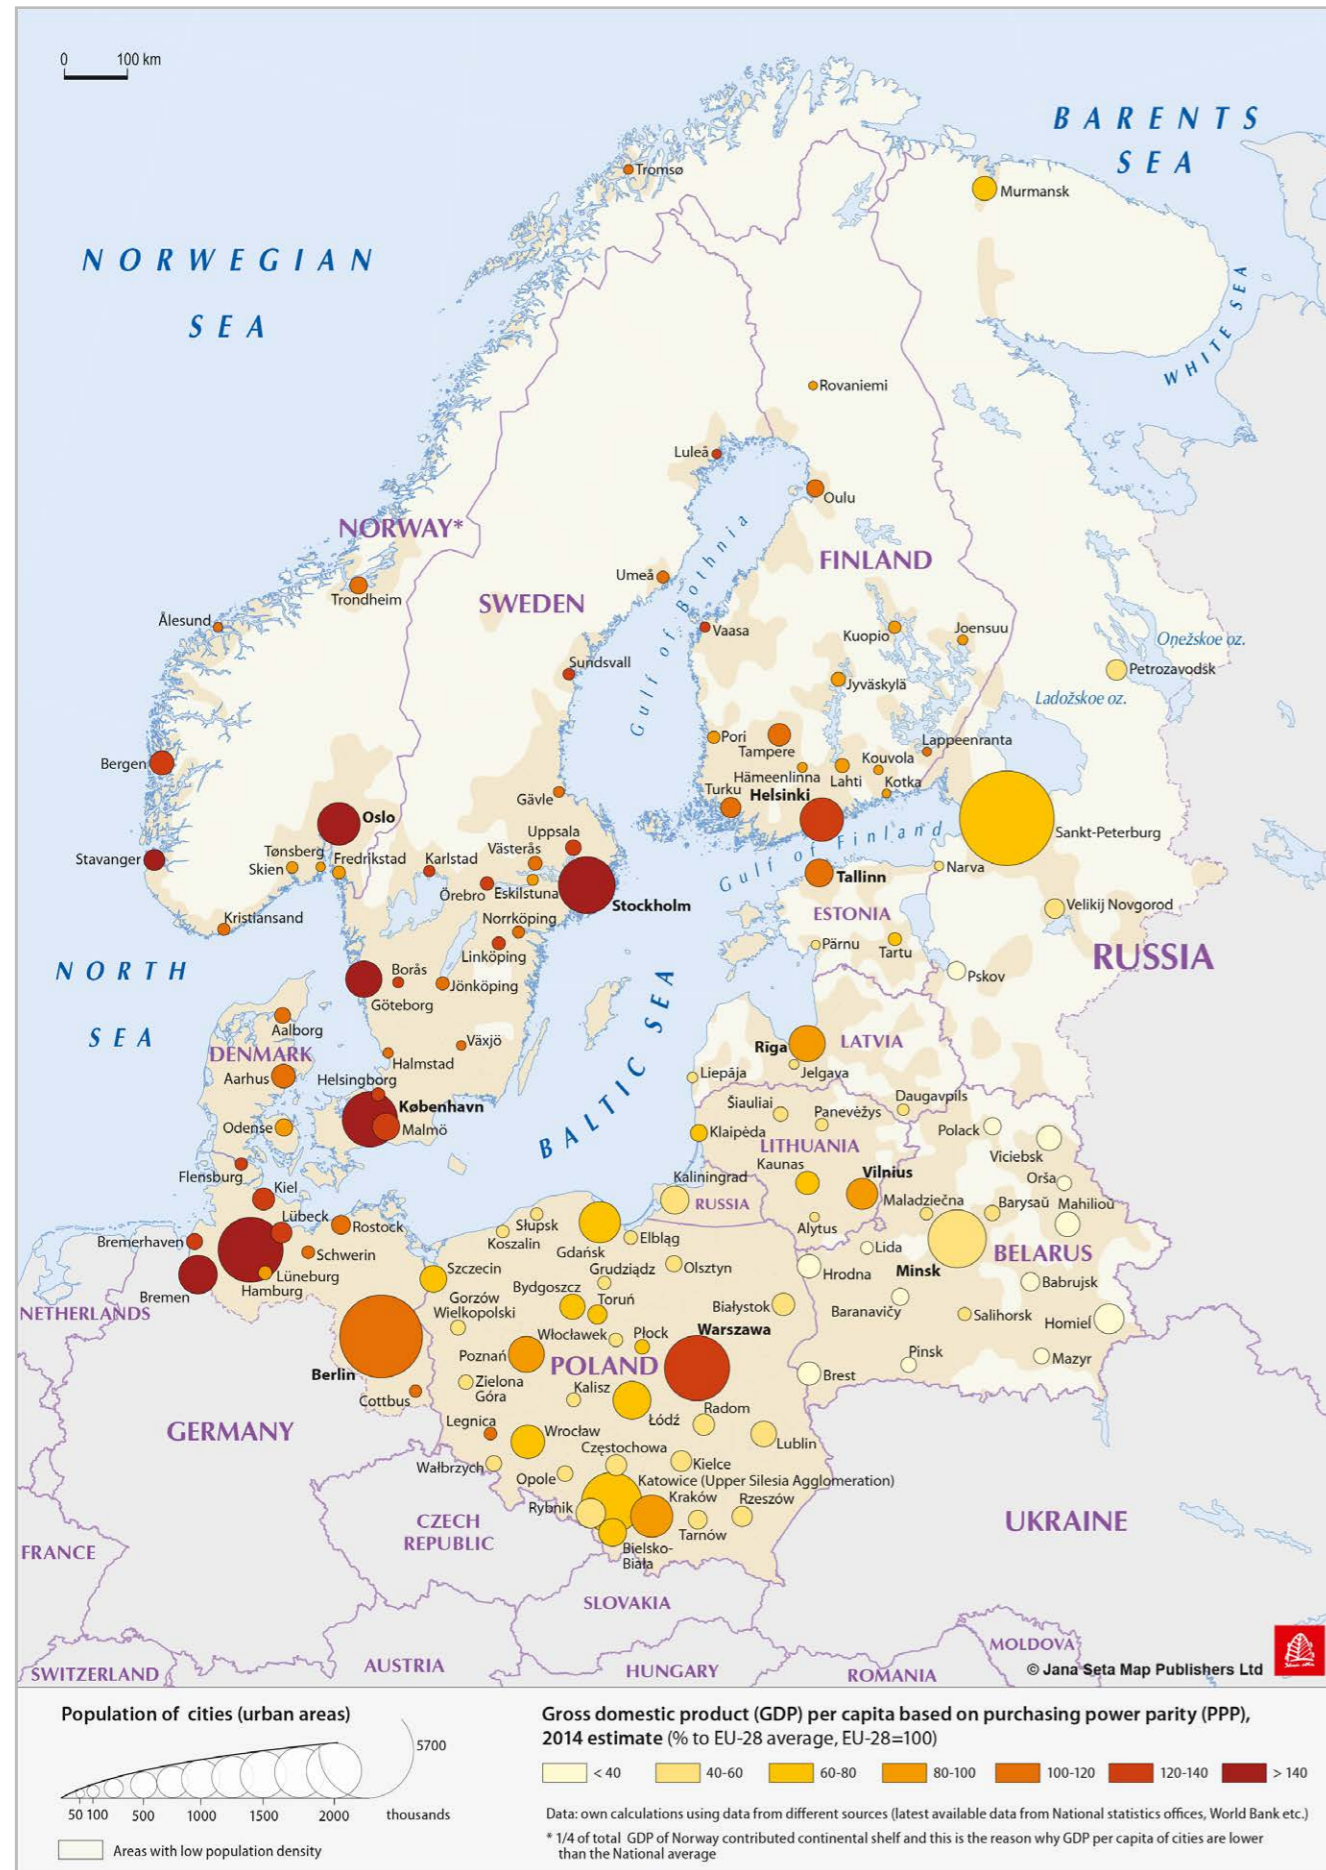 0 100 km
BARENTS
SEA
Tromsø
Murmansk
NORWEGIAN
SEA
WHITE SEA
Rovaniemi
Luleå
Oulu
NORWAY*
Gulf of Bothnia
FINLAND
Umeå
Trondheim
SWEDEN
Ålesund
Vaasa
Kuopio
Joensuu
Onežskoe oz.
Sundsvall
Petrozavodsk
Jyväskylä
Ladožskoe oz.
Pori
Tampere
Lappeenranta
Bergen
Hämeenlinna
Lahti
Kouvola
Kotka
Gävle
Turku
Helsinki
Oslo
Uppsala
Sankt-Peterburg
Gulf of Finland
Stavanger
Tønsberg
Fredrikstad
Karlstad
Västerås
Skien
Narva
Tallinn
Örebro
Eskilstuna
Stockholm
Velikij Novgorod
Kristiansand
Norrköping
ESTONIA
Linköping
Pärnu
Tartu
RUSSIA
NORTH
SEA
Borås
Jönköping
Pskov
Göteborg
BALTIC SEA
Aalborg
DENMARK
Växjö
Rīga
LATVIA
Halmstad
Jelgava
Aarhus
Helsingborg
Liepāja
København
Šiauliai
Panevėžys
Daugavpils
Odense
Malmö
Klaipėda
Polack
LITHUANIA
Viciebsk
Flensburg
Kaunas
Vilnius
Orša
Kiel
Kaliningrad
Maladziečna
Barysaŭ
Mahilioŭ
RUSSIA
Lübeck
Rostock
Słupsk
Alytus
Koszalin
Elbląg
Bremerhaven
Schwerin
Gdańsk
Lida
BELARUS
Lüneburg
Szczecin
Grudziądz
Olsztyn
Hrodna
Minsk
Babrujsk
Bremen
Hamburg
Gorzów
Wielkopolski
Bydgoszcz
Toruń
Białystok
Baranavičy
Salihorsk
Homieĺ
NETHERLANDS
Włocławek
Płock
Warszawa
Poznań
POLAND
Pinsk
Mazyr
Berlin
Brest
Cottbus
Zielona
Góra
Kalisz
GERMANY
Legnica
Łódź
Radom
Wrocław
Lublin
Częstochowa
Wałbrzych
Opole
Kielce
Katowice (Upper Silesia Agglomeration)
Rybnik
Kraków
Rzeszów
CZECH
REPUBLIC
Tarnów
UKRAINE
Bielsko-
Biała
FRANCE
SLOVAKIA
MOLDOVA
SWITZERLAND
AUSTRIA
HUNGARY
ROMANIA
© Jana Seta Map Publishers Ltd
Population of cities (urban areas)
5700
50 100 500 1000 1500 2000 thousands
Areas with low population density
Gross domestic product (GDP) per capita based on purchasing power parity (PPP),
2014 estimate (% to EU-28 average, EU-28=100)
< 40 40-60 60-80 80-100 100-120 120-140 > 140
Data: own calculations using data from different sources (latest available data from National statistics offices, World Bank etc.)
* 1/4 of total GDP of Norway contributed continental shelf and this is the reason why GDP per capita of cities are lower
than the National average